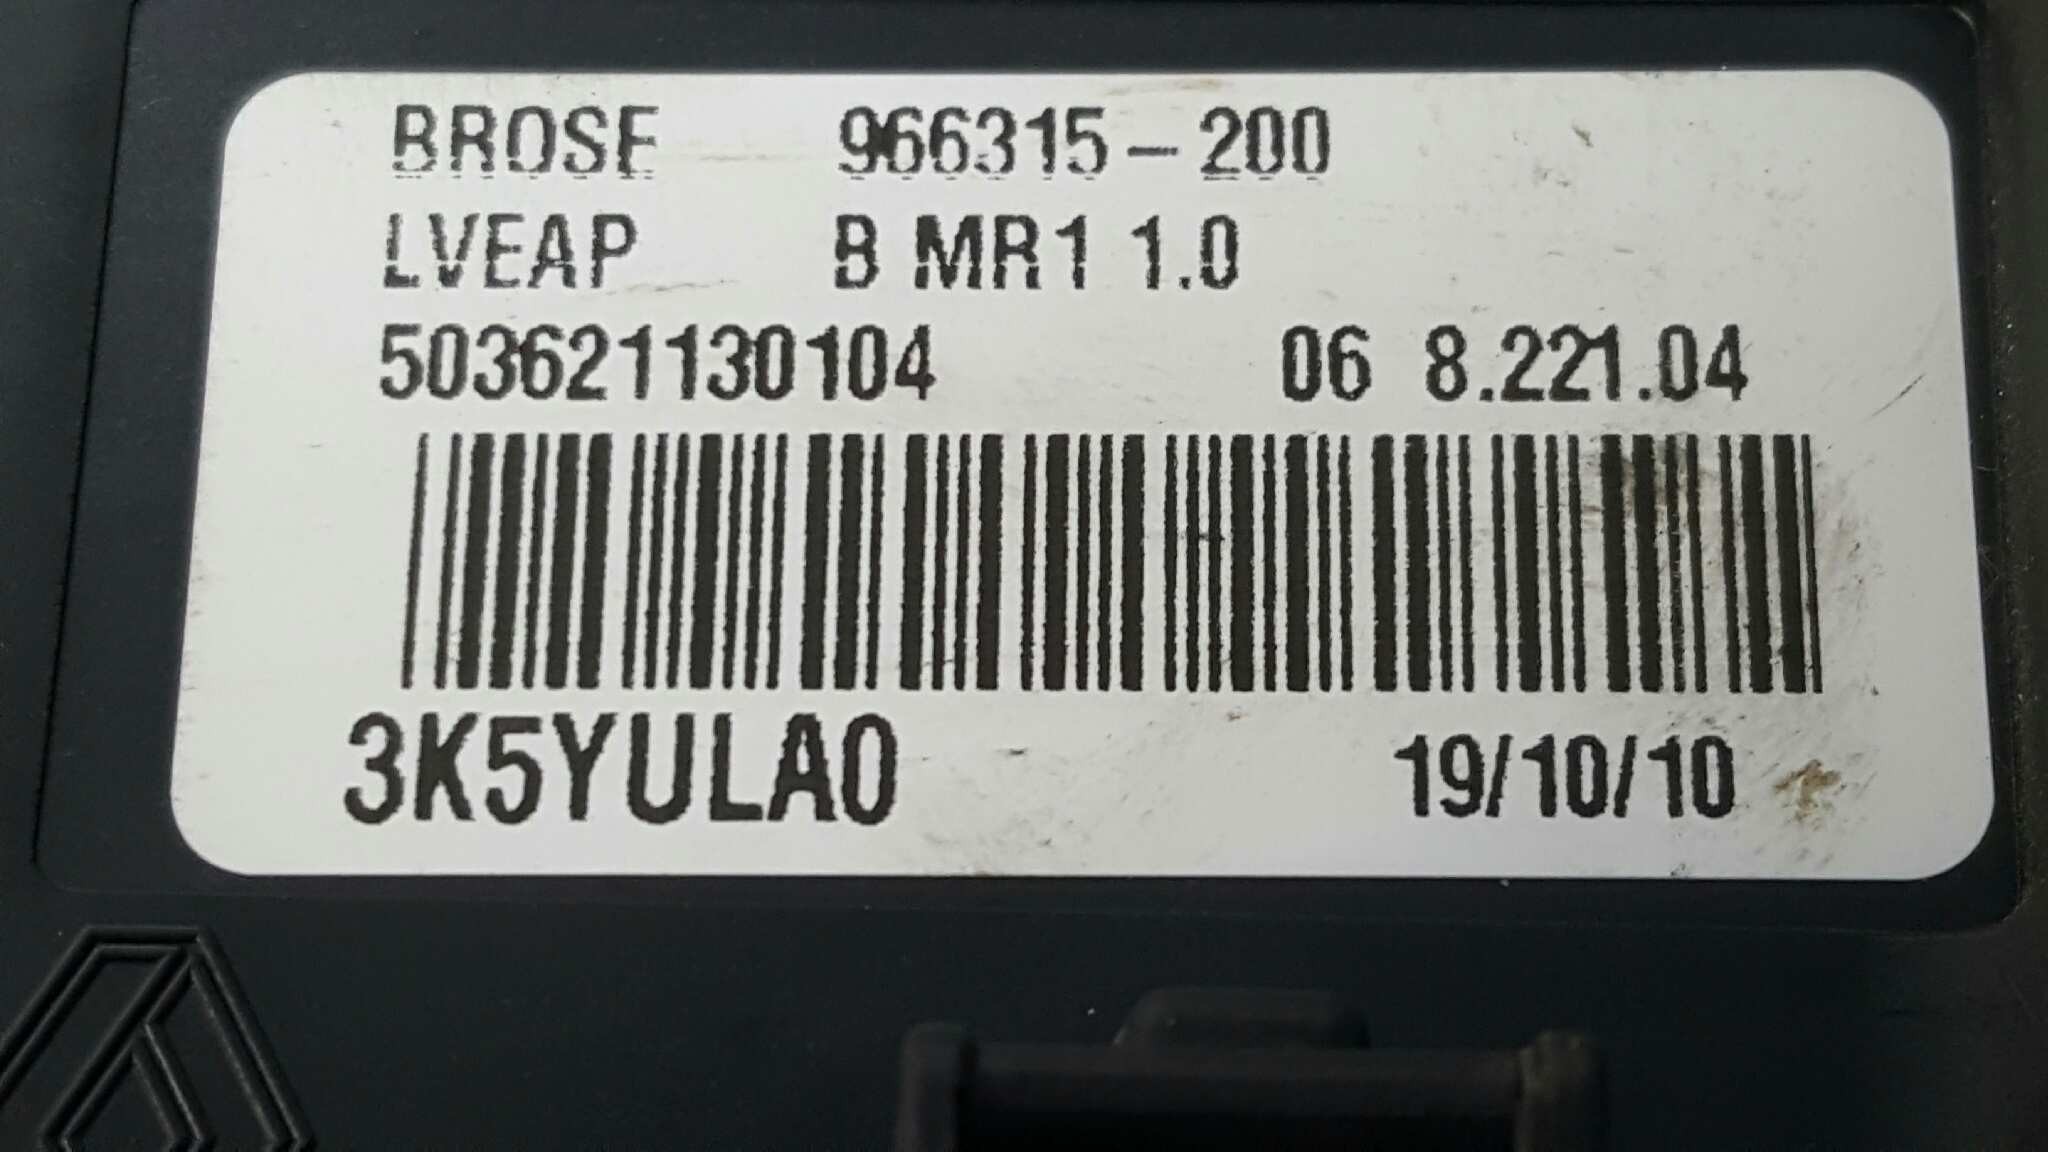 BROSE 966315-200
LVEAP B MR1 1.0
503621130104 06 8.221.04
3K5YULA0 19/10/10